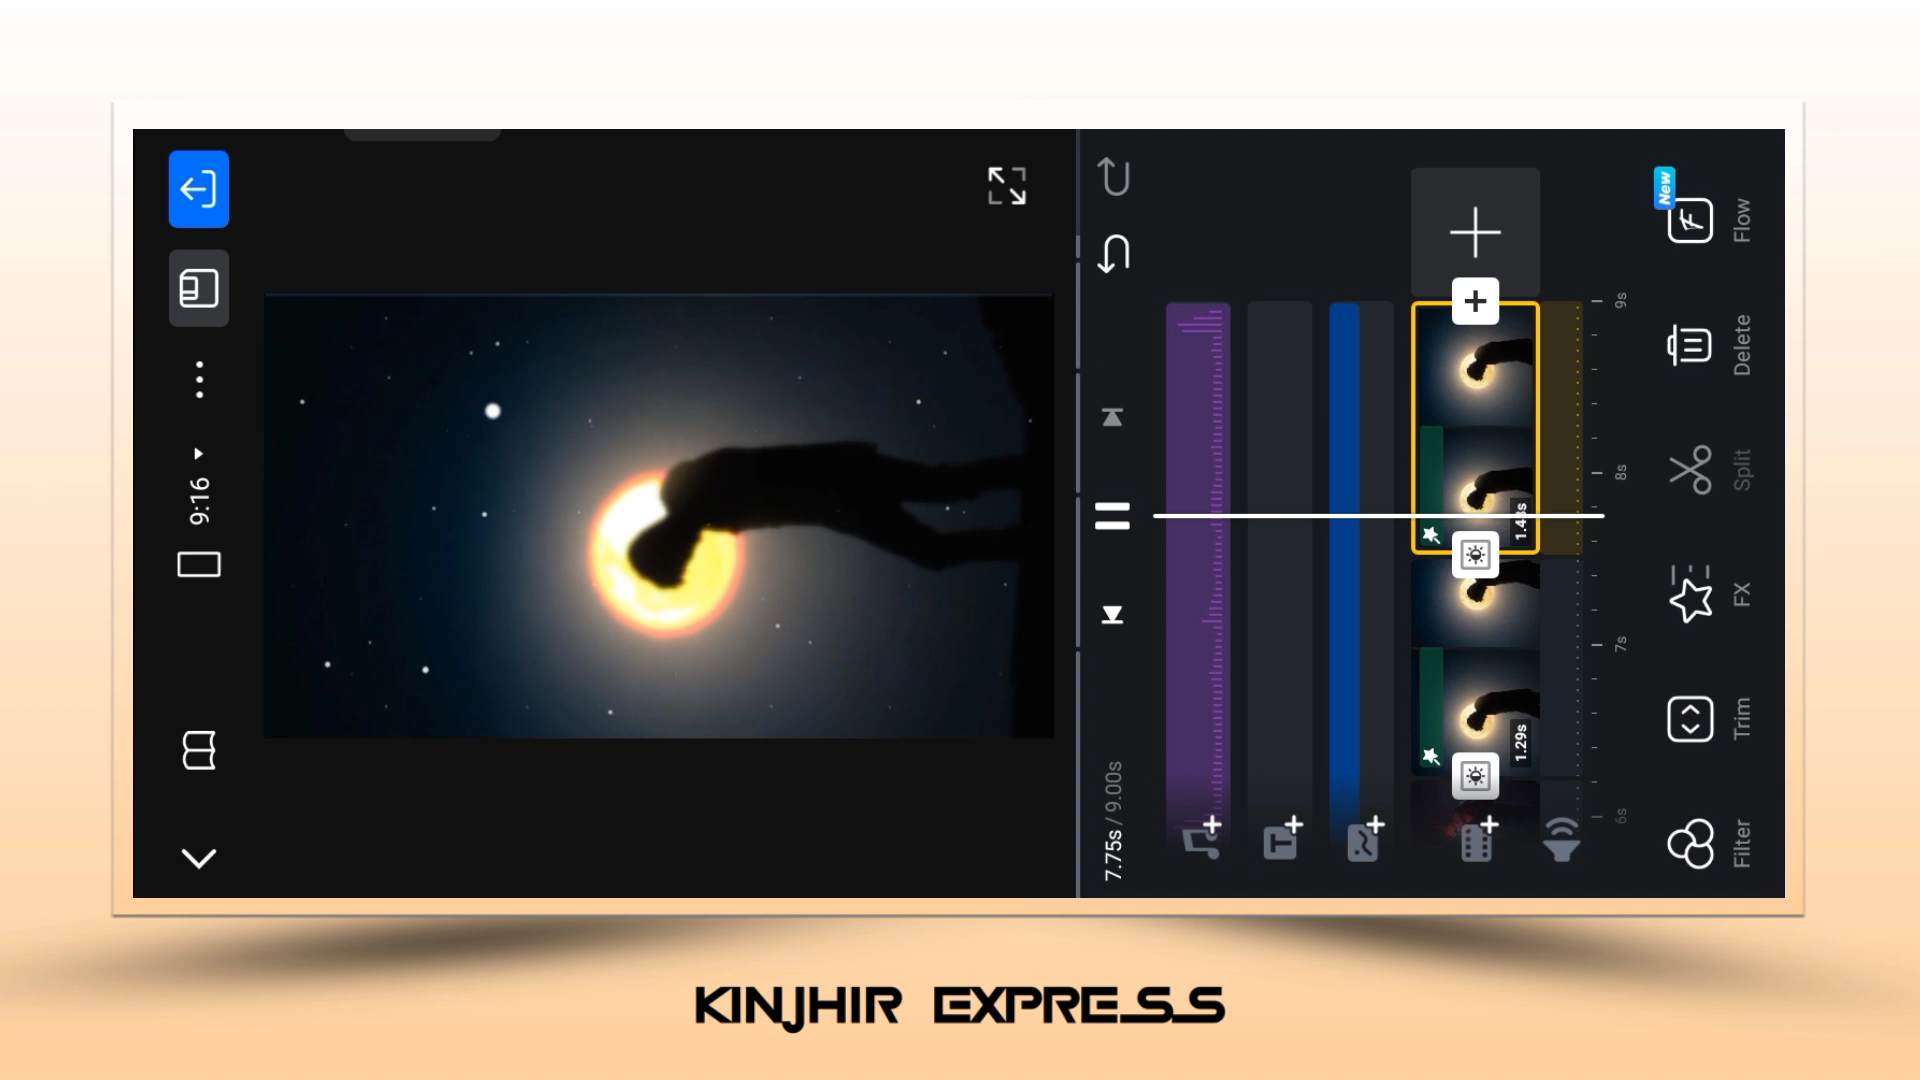 9:16
7.75s / 9.00s
1.29s
1.43s
6s
7s
8s
9s
Filter
Trim
FX
Split
Delete
Flow
New
KINJHIR EXPRESS